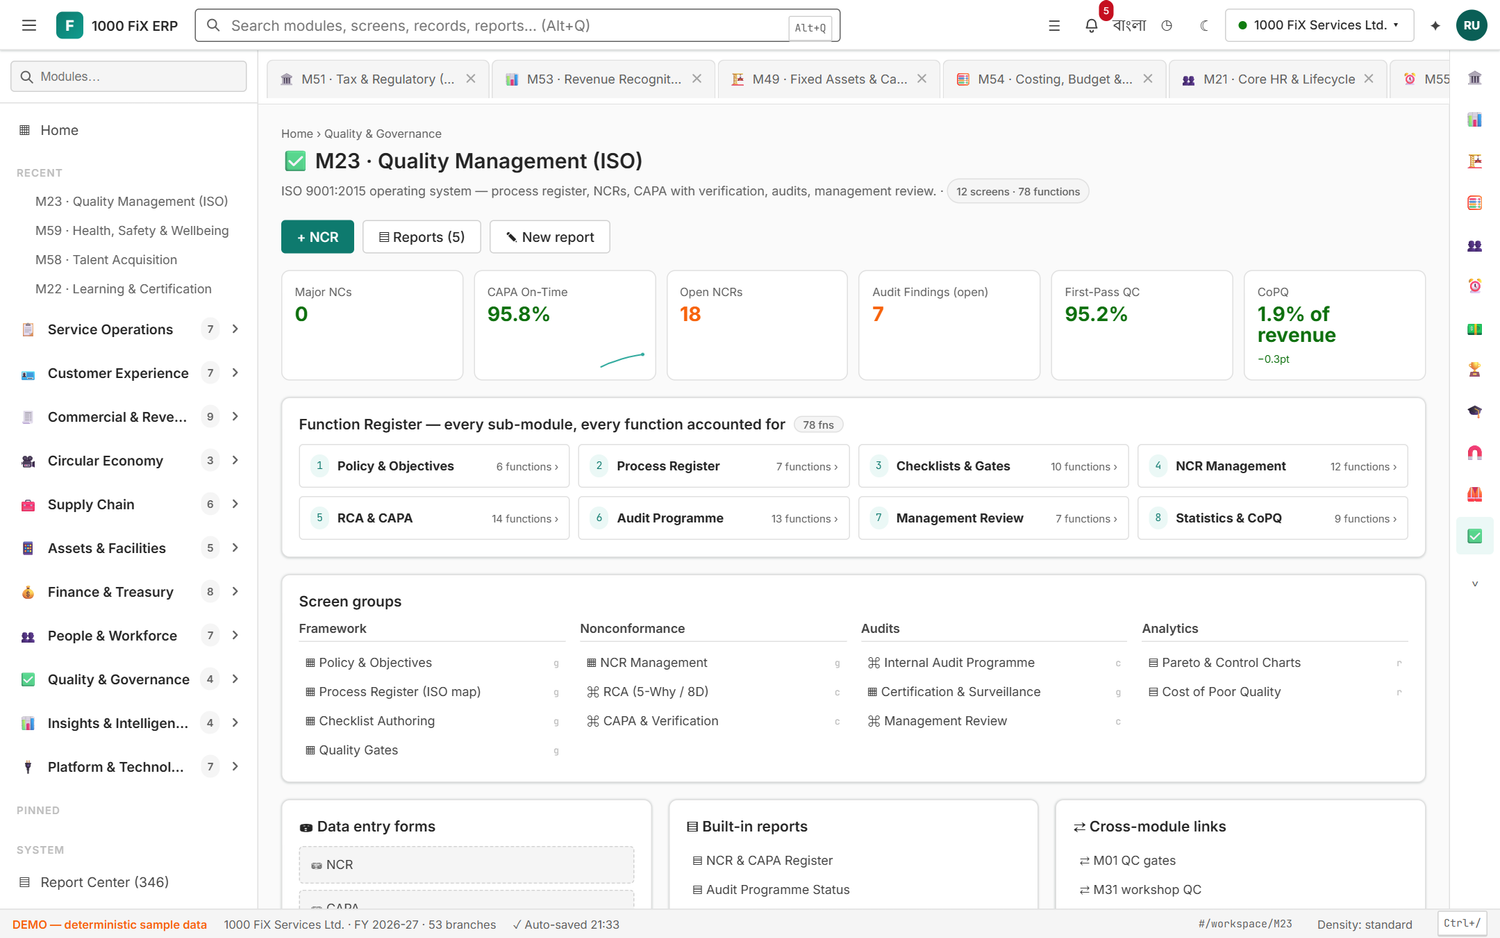 F 1000 FiX ERP Search modules, screens, records, reports... (Alt+Q) Alt+Q 5 বাংলা 1000 FiX Services Ltd. RU
Modules...
M51 · Tax & Regulatory (... M53 · Revenue Recognit... M49 · Fixed Assets & Ca... M54 · Costing, Budget &... M21 · Core HR & Lifecycle M55
Home
RECENT
M23 · Quality Management (ISO)
M59 · Health, Safety & Wellbeing
M58 · Talent Acquisition
M22 · Learning & Certification
Service Operations 7
Customer Experience 7
Commercial & Reve... 9
Circular Economy 3
Supply Chain 6
Assets & Facilities 5
Finance & Treasury 8
People & Workforce 7
Quality & Governance 4
Insights & Intelligen... 4
Platform & Technol... 7
PINNED
SYSTEM
Report Center (346)
Home › Quality & Governance
M23 · Quality Management (ISO)
ISO 9001:2015 operating system — process register, NCRs, CAPA with verification, audits, management review. · 12 screens · 78 functions
+ NCR Reports (5) New report
Major NCs
0
CAPA On-Time
95.8%
Open NCRs
18
Audit Findings (open)
7
First-Pass QC
95.2%
CoPQ
1.9% of
revenue
−0.3pt
Function Register — every sub-module, every function accounted for 78 fns
1 Policy & Objectives 6 functions ›
2 Process Register 7 functions ›
3 Checklists & Gates 10 functions ›
4 NCR Management 12 functions ›
5 RCA & CAPA 14 functions ›
6 Audit Programme 13 functions ›
7 Management Review 7 functions ›
8 Statistics & CoPQ 9 functions ›
Screen groups
Framework
Policy & Objectives g
Process Register (ISO map) g
Checklist Authoring g
Quality Gates g
Nonconformance
NCR Management g
RCA (5-Why / 8D) c
CAPA & Verification c
Audits
Internal Audit Programme c
Certification & Surveillance g
Management Review c
Analytics
Pareto & Control Charts r
Cost of Poor Quality r
Data entry forms
NCR
CAPA
Built-in reports
NCR & CAPA Register
Audit Programme Status
Cross-module links
M01 QC gates
M31 workshop QC
DEMO — deterministic sample data 1000 FiX Services Ltd. · FY 2026-27 · 53 branches ✓ Auto-saved 21:33 #/workspace/M23 Density: standard Ctrl+/